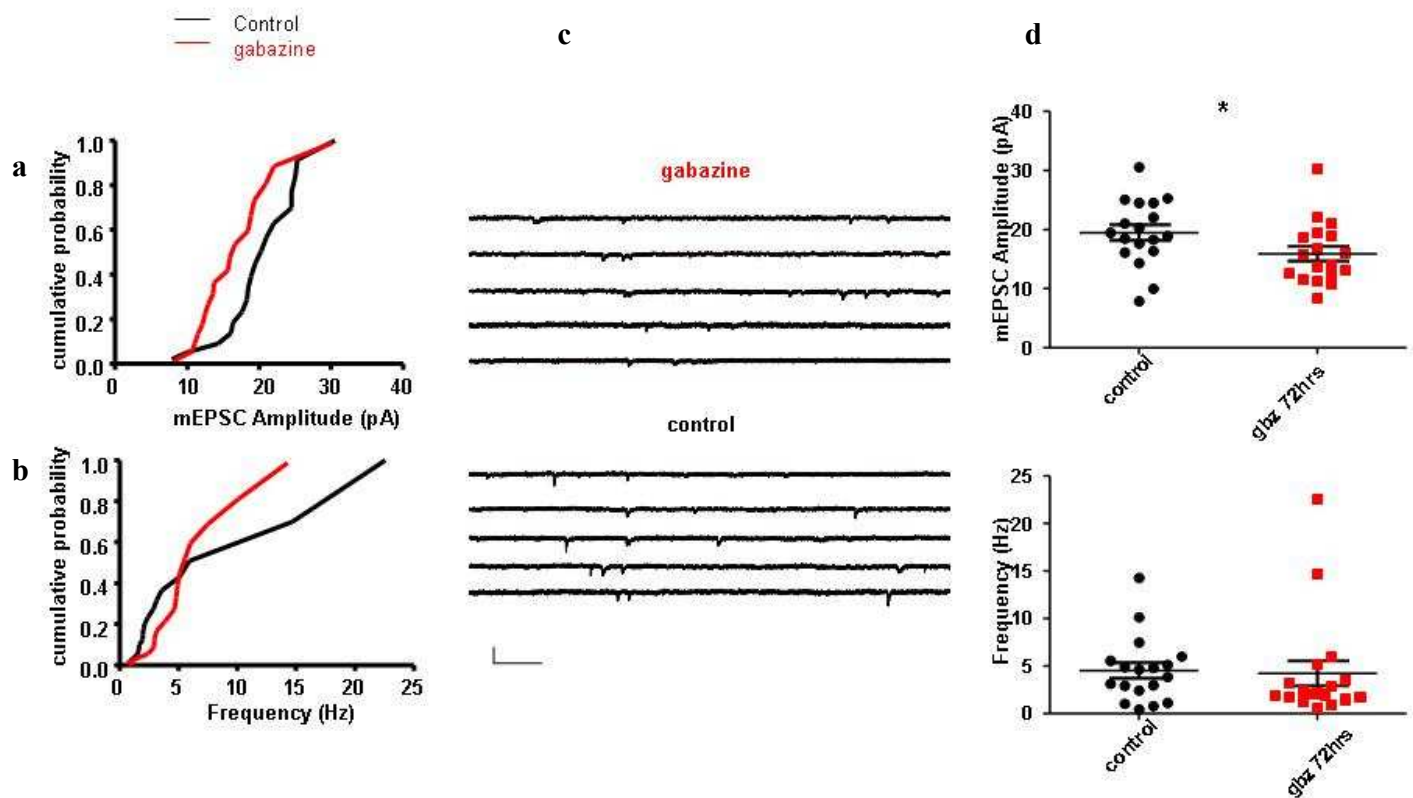 Control
gabazine
a
cumulative probability
1.0
0.8
0.6
0.4
0.2
0.0
0
10
20
30
40
mEPSC Amplitude (pA)
b
cumulative probability
1.0
0.8
0.6
0.4
0.2
0.0
0
5
10
15
20
25
Frequency (Hz)
c
gabazine
control
d
*
mEPSC Amplitude (pA)
40
30
20
10
0
control
gbz 72hrs
Frequency (Hz)
25
20
15
10
5
0
control
gbz 72hrs